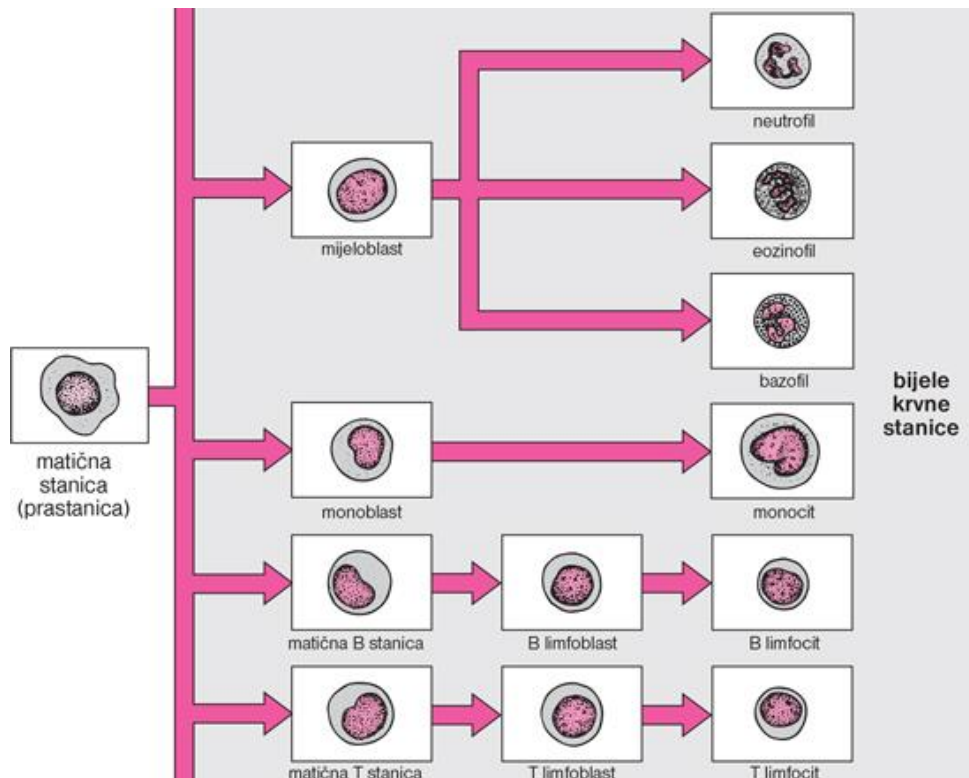 neutrofil
mijeloblast
eozinofil
bazofil
bijele
krvne
stanice
matična
stanica
(prastanica)
monoblast
monocit
matična B stanica
B limfoblast
B limfocit
matična T stanica
T limfoblast
T limfocit